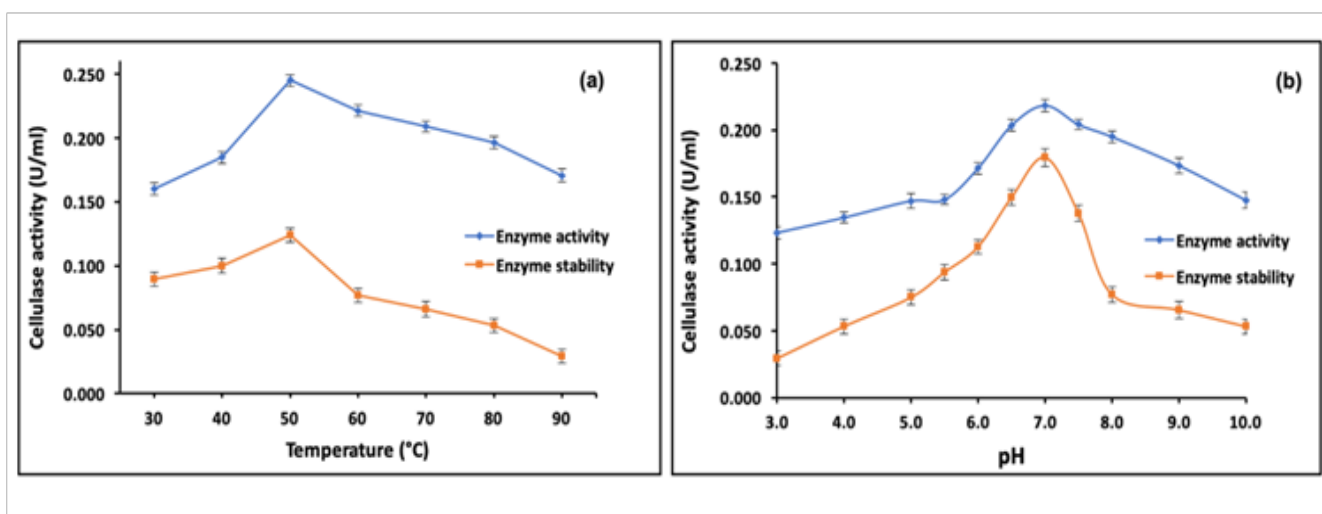 (a)
Cellulase activity (U/ml)
0.250
0.200
0.150
0.100
0.050
0.000
Enzyme activity
Enzyme stability
30 40 50 60 70 80 90
Temperature (°C)
(b)
Cellulase activity (U/ml)
0.250
0.200
0.150
0.100
0.050
0.000
Enzyme activity
Enzyme stability
3.0 4.0 5.0 6.0 7.0 8.0 9.0 10.0
pH